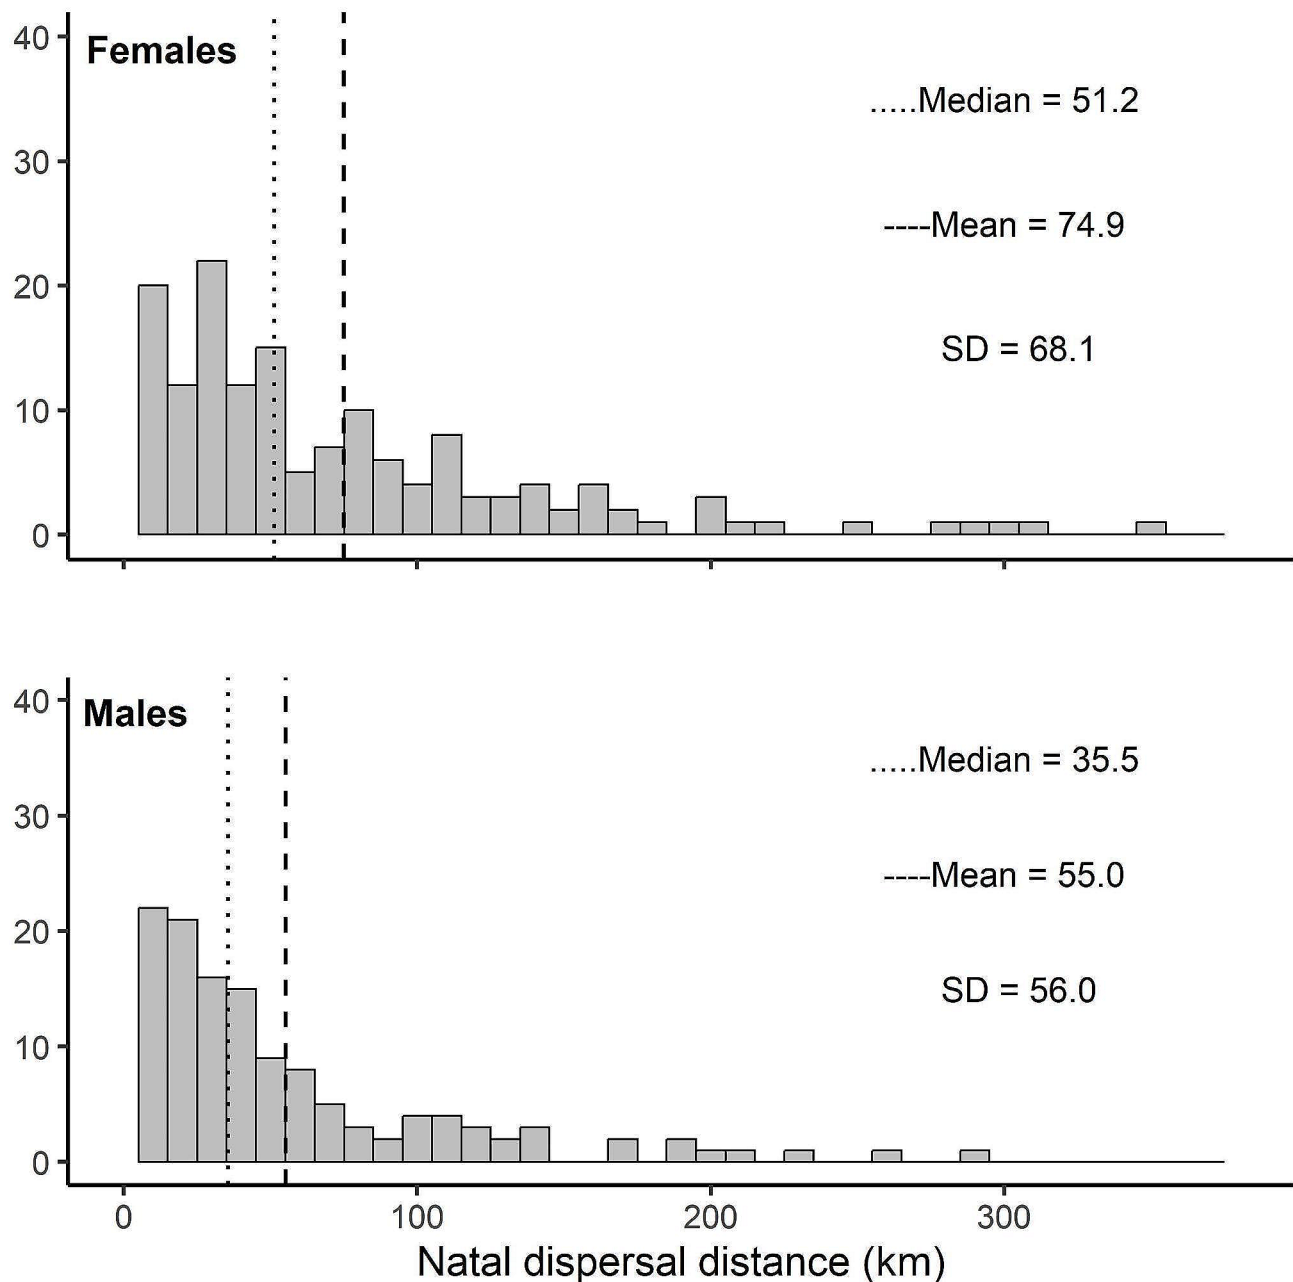 40
Females
.....Median = 51.2
30
----Mean = 74.9
20
SD = 68.1
10
0
40
Males
.....Median = 35.5
30
----Mean = 55.0
20
SD = 56.0
10
0
0 100 200 300
Natal dispersal distance (km)